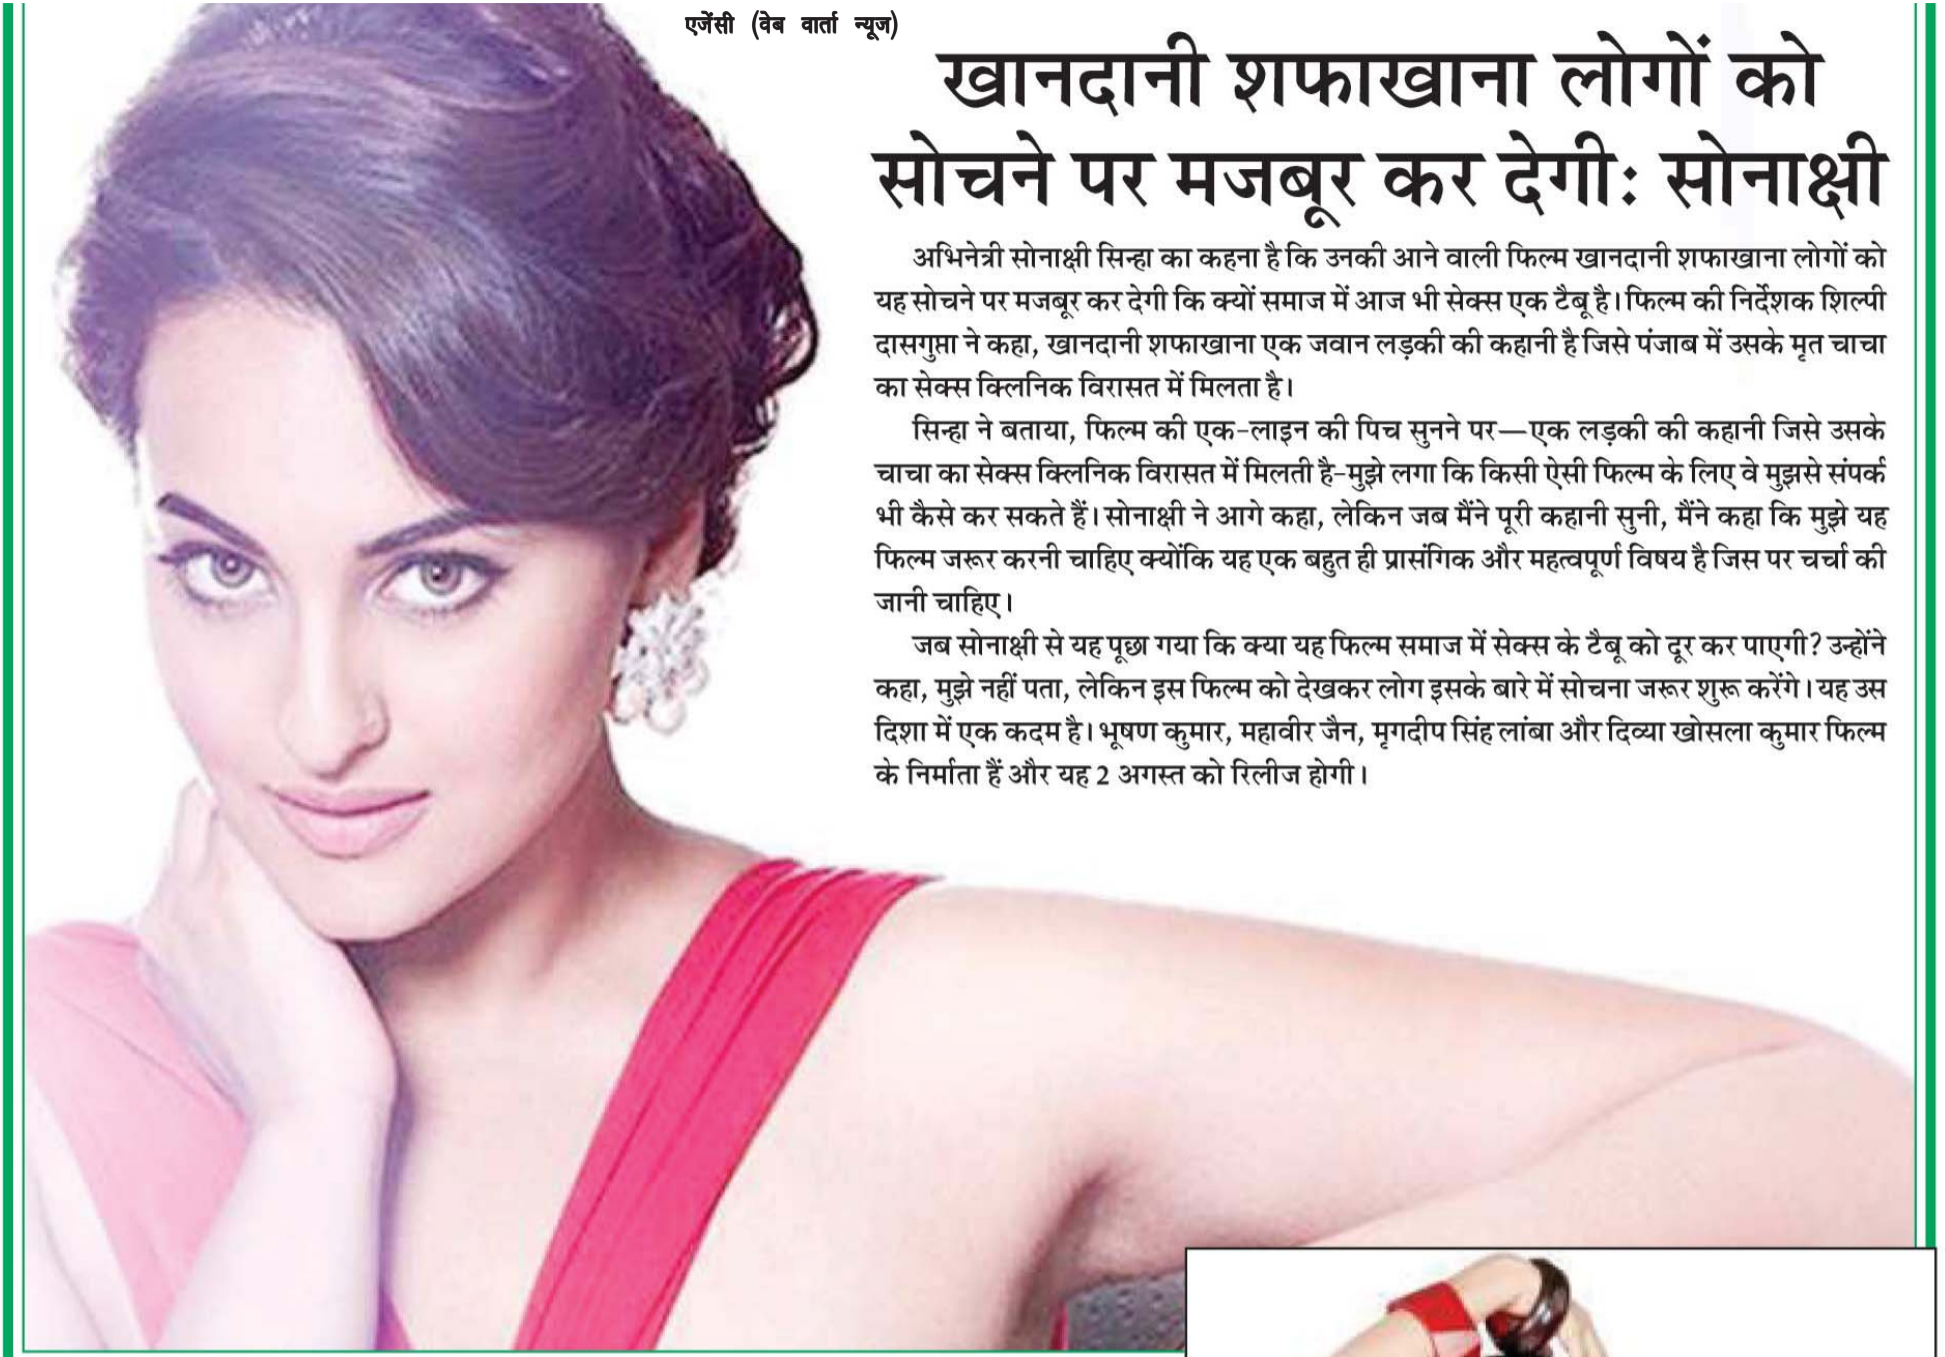 एजेंसी (वेब वार्ता न्यूज)
खानदानी शफाखाना लोगों को
सोचने पर मजबूर कर देगी: सोनाक्षी
अभिनेत्री सोनाक्षी सिन्हा का कहना है कि उनकी आने वाली फिल्म खानदानी शफाखाना लोगों को
यह सोचने पर मजबूर कर देगी कि क्यों समाज में आज भी सेक्स एक टैबू है। फिल्म की निर्देशक शिल्पी
दासगुप्ता ने कहा, खानदानी शफाखाना एक जवान लड़की की कहानी है जिसे पंजाब में उसके मृत चाचा
का सेक्स क्लिनिक विरासत में मिलता है।
सिन्हा ने बताया, फिल्म की एक-लाइन की पिच सुनने पर—एक लड़की की कहानी जिसे उसके
चाचा का सेक्स क्लिनिक विरासत में मिलती है-मुझे लगा कि किसी ऐसी फिल्म के लिए वे मुझसे संपर्क
भी कैसे कर सकते हैं। सोनाक्षी ने आगे कहा, लेकिन जब मैंने पूरी कहानी सुनी, मैंने कहा कि मुझे यह
फिल्म जरूर करनी चाहिए क्योंकि यह एक बहुत ही प्रासंगिक और महत्वपूर्ण विषय है जिस पर चर्चा की
जानी चाहिए।
जब सोनाक्षी से यह पूछा गया कि क्या यह फिल्म समाज में सेक्स के टैबू को दूर कर पाएगी? उन्होंने
कहा, मुझे नहीं पता, लेकिन इस फिल्म को देखकर लोग इसके बारे में सोचना जरूर शुरू करेंगे। यह उस
दिशा में एक कदम है। भूषण कुमार, महावीर जैन, मृगदीप सिंह लांबा और दिव्या खोसला कुमार फिल्म
के निर्माता हैं और यह 2 अगस्त को रिलीज होगी।